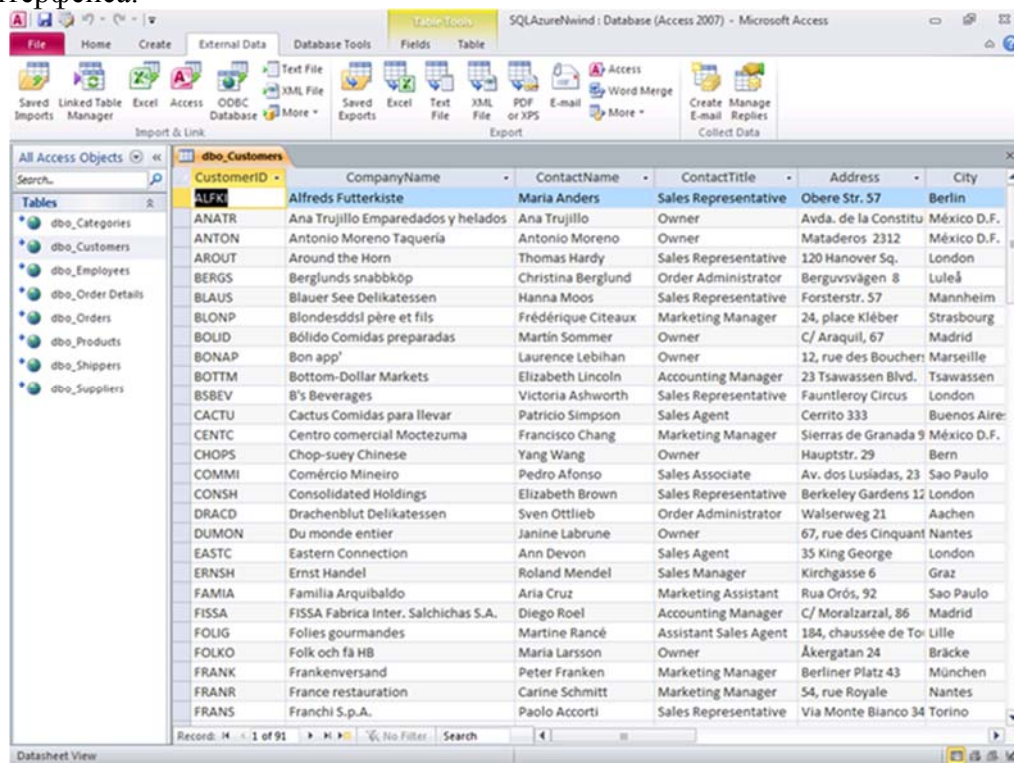 SQLAzureNwind : Database (Access 2007) - Microsoft Access
Table Tools
File Home Create External Data Database Tools Fields Table
Saved Imports
Linked Table Manager
Excel
Access
ODBC Database
Text File
XML File
More
Import & Link
Saved Exports
Excel
Text File
XML File
PDF or XPS
E-mail
Access
Word Merge
More
Export
Create E-mail
Manage Replies
Collect Data
All Access Objects
Search...
Tables
dbo_Categories
dbo_Customers
dbo_Employees
dbo_Order Details
dbo_Orders
dbo_Products
dbo_Shippers
dbo_Suppliers
dbo_Customers
CustomerID CompanyName ContactName ContactTitle Address City
ALFKI Alfreds Futterkiste Maria Anders Sales Representative Obere Str. 57 Berlin
ANATR Ana Trujillo Emparedados y helados Ana Trujillo Owner Avda. de la Constitu México D.F.
ANTON Antonio Moreno Taquería Antonio Moreno Owner Mataderos 2312 México D.F.
AROUT Around the Horn Thomas Hardy Sales Representative 120 Hanover Sq. London
BERGS Berglunds snabbköp Christina Berglund Order Administrator Berguvsvägen 8 Luleå
BLAUS Blauer See Delikatessen Hanna Moos Sales Representative Forsterstr. 57 Mannheim
BLONP Blondesddsl père et fils Frédérique Citeaux Marketing Manager 24, place Kléber Strasbourg
BOLID Bólido Comidas preparadas Martín Sommer Owner C/ Araquil, 67 Madrid
BONAP Bon app' Laurence Lebihan Owner 12, rue des Bouchers Marseille
BOTTM Bottom-Dollar Markets Elizabeth Lincoln Accounting Manager 23 Tsawassen Blvd. Tsawassen
BSBEV B's Beverages Victoria Ashworth Sales Representative Fauntleroy Circus London
CACTU Cactus Comidas para llevar Patricio Simpson Sales Agent Cerrito 333 Buenos Aire
CENTC Centro comercial Moctezuma Francisco Chang Marketing Manager Sierras de Granada 9 México D.F.
CHOPS Chop-suey Chinese Yang Wang Owner Hauptstr. 29 Bern
COMMI Comércio Mineiro Pedro Afonso Sales Associate Av. dos Lusíadas, 23 Sao Paulo
CONSH Consolidated Holdings Elizabeth Brown Sales Representative Berkeley Gardens 12 London
DRACD Drachenblut Delikatessen Sven Ottlieb Order Administrator Walserweg 21 Aachen
DUMON Du monde entier Janine Labrune Owner 67, rue des Cinquant Nantes
EASTC Eastern Connection Ann Devon Sales Agent 35 King George London
ERNSH Ernst Handel Roland Mendel Sales Manager Kirchgasse 6 Graz
FAMIA Familia Arquibaldo Aria Cruz Marketing Assistant Rua Orós, 92 Sao Paulo
FISSA FISSA Fabrica Inter. Salchichas S.A. Diego Roel Accounting Manager C/ Moralzarzal, 86 Madrid
FOLIG Folies gourmandes Martine Rancé Assistant Sales Agent 184, chaussée de Tou Lille
FOLKO Folk och fä HB Maria Larsson Owner Åkergatan 24 Bräcke
FRANK Frankenversand Peter Franken Marketing Manager Berliner Platz 43 München
FRANR France restauration Carine Schmitt Marketing Manager 54, rue Royale Nantes
FRANS Franchi S.p.A. Paolo Accorti Sales Representative Via Monte Bianco 34 Torino
Record: 1 of 91 No Filter Search
Datasheet View